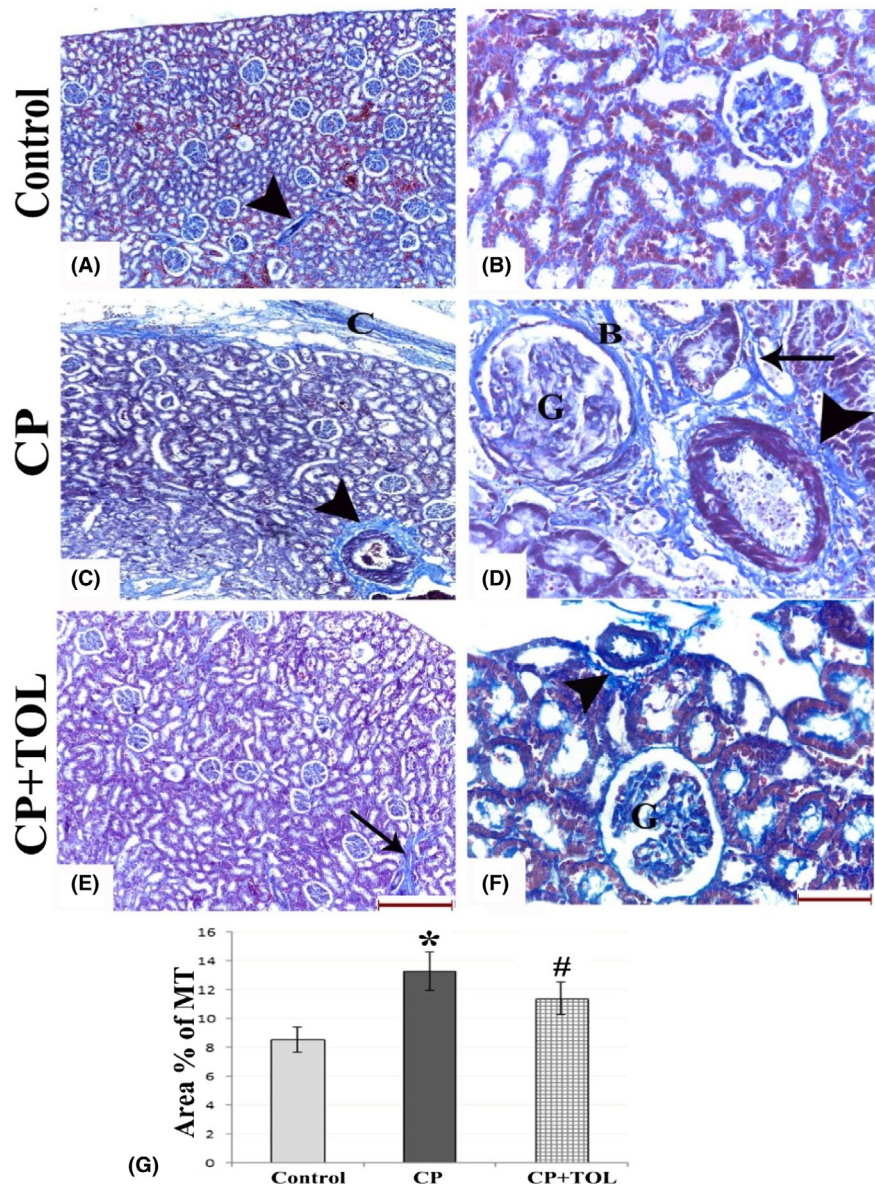 Control
(A)
(B)
CP
C
(C)
B
G
(D)
CP+TOL
(E)
G
(F)
Area % of MT
16
14
12
10
8
6
4
2
0
*
#
Control
CP
CP+TOL
(G)